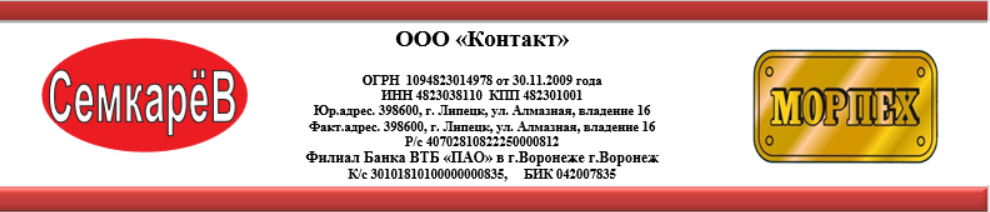 ООО «Контакт»
СемкарёВ
ОГРН 1094823014978 от 30.11.2009 года
ИНН 4823038110 КПП 482301001
Юр.адрес. 398600, г. Липецк, ул. Алмазная, владение 16
Факт.адрес. 398600, г. Липецк, ул. Алмазная, владение 16
Р/с 40702810822250000812
Филиал Банка ВТБ «ПАО» в г.Воронеже г.Воронеж
К/с 30101810100000000835, БИК 042007835
МОРПЕХ